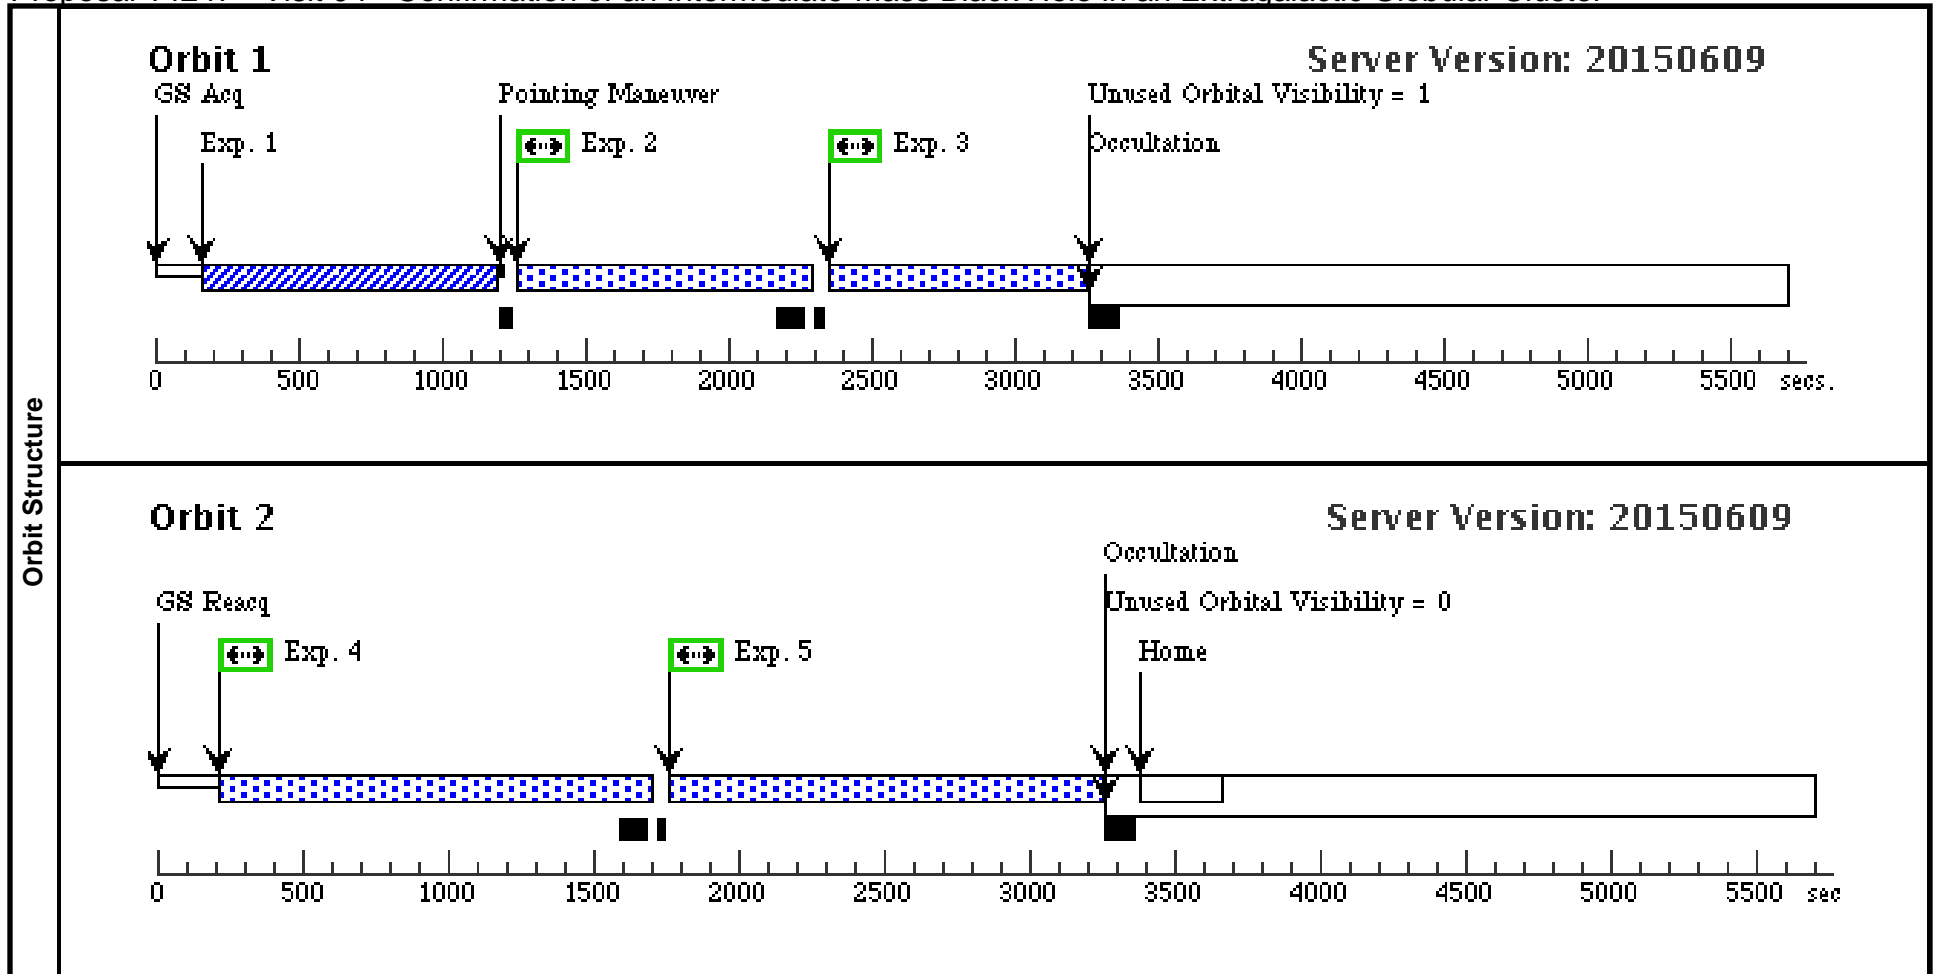 Orbit Structure
Orbit 1
Server Version: 20150609
GS Acq
Pointing Maneuver
Unused Orbital Visibility = 1
Exp. 1
Exp. 2
Exp. 3
Occultation
0 500 1000 1500 2000 2500 3000 3500 4000 4500 5000 5500 secs.
Orbit 2
Server Version: 20150609
Occultation
GS Reacq
Unused Orbital Visibility = 0
Exp. 4
Exp. 5
Home
0 500 1000 1500 2000 2500 3000 3500 4000 4500 5000 5500 sec